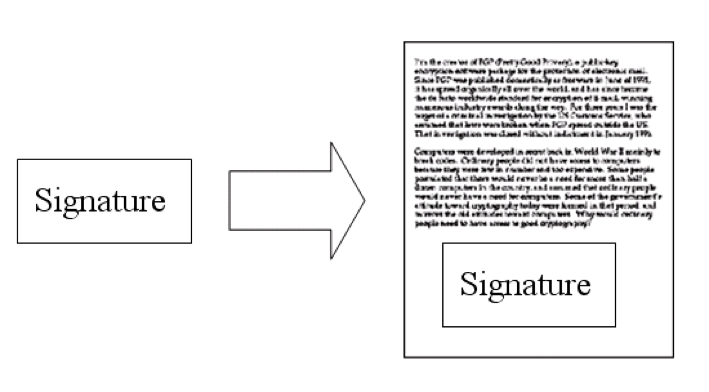 Signature
I'm the creator of PGP (Pretty Good Privacy), a public-key
encryption software package for the protection of electronic mail.
Since PGP was published domestically as freeware in June of 1991,
it has spread organically all over the world, and has since become
the de facto worldwide standard for encryption of E-mail, winning
numerous industry awards along the way. For three years I was the
target of a criminal investigation by the US Customs Service, who
assumed that laws were broken when PGP spread outside the US.
That investigation was closed without indictment in January 1996.
Computers were developed in secret back in World War II mainly to
break codes. Ordinary people did not have access to computers
because they were few in number and too expensive. Some people
postulated that there would never be a need for more than half a
dozen computers in the country, and assumed that ordinary people
would never have a need for computers. Some of the government's
attitude toward cryptography today were formed in that period, and
the old attitudes toward computers. Why would ordinary
people need to have access to good cryptography?
Signature